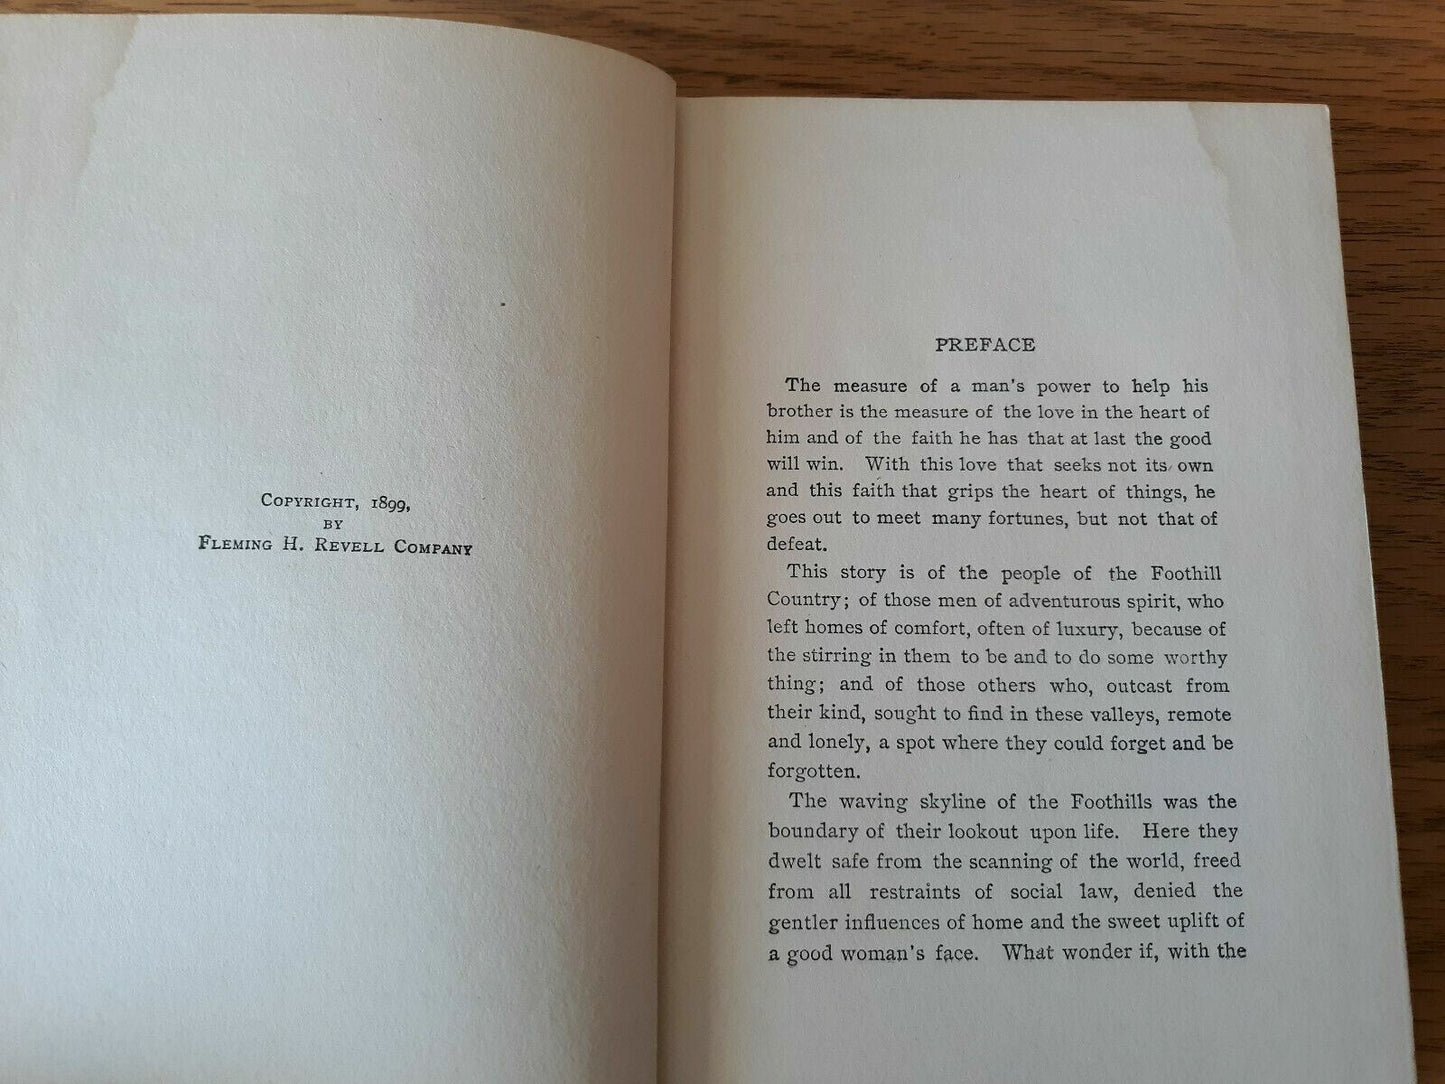 COPYRIGHT, 1899,
BY
FLEMING H. REVELL COMPANY
PREFACE
The measure of a man's power to help his
brother is the measure of the love in the heart of
him and of the faith he has that at last the good
will win. With this love that seeks not its own
and this faith that grips the heart of things, he
goes out to meet many fortunes, but not that of
defeat.
This story is of the people of the Foothill
Country; of those men of adventurous spirit, who
left homes of comfort, often of luxury, because of
the stirring in them to be and to do some worthy
thing; and of those others who, outcast from
their kind, sought to find in these valleys, remote
and lonely, a spot where they could forget and be
forgotten.
The waving skyline of the Foothills was the
boundary of their lookout upon life. Here they
dwelt safe from the scanning of the world, freed
from all restraints of social law, denied the
gentler influences of home and the sweet uplift of
a good woman's face. What wonder if, with the